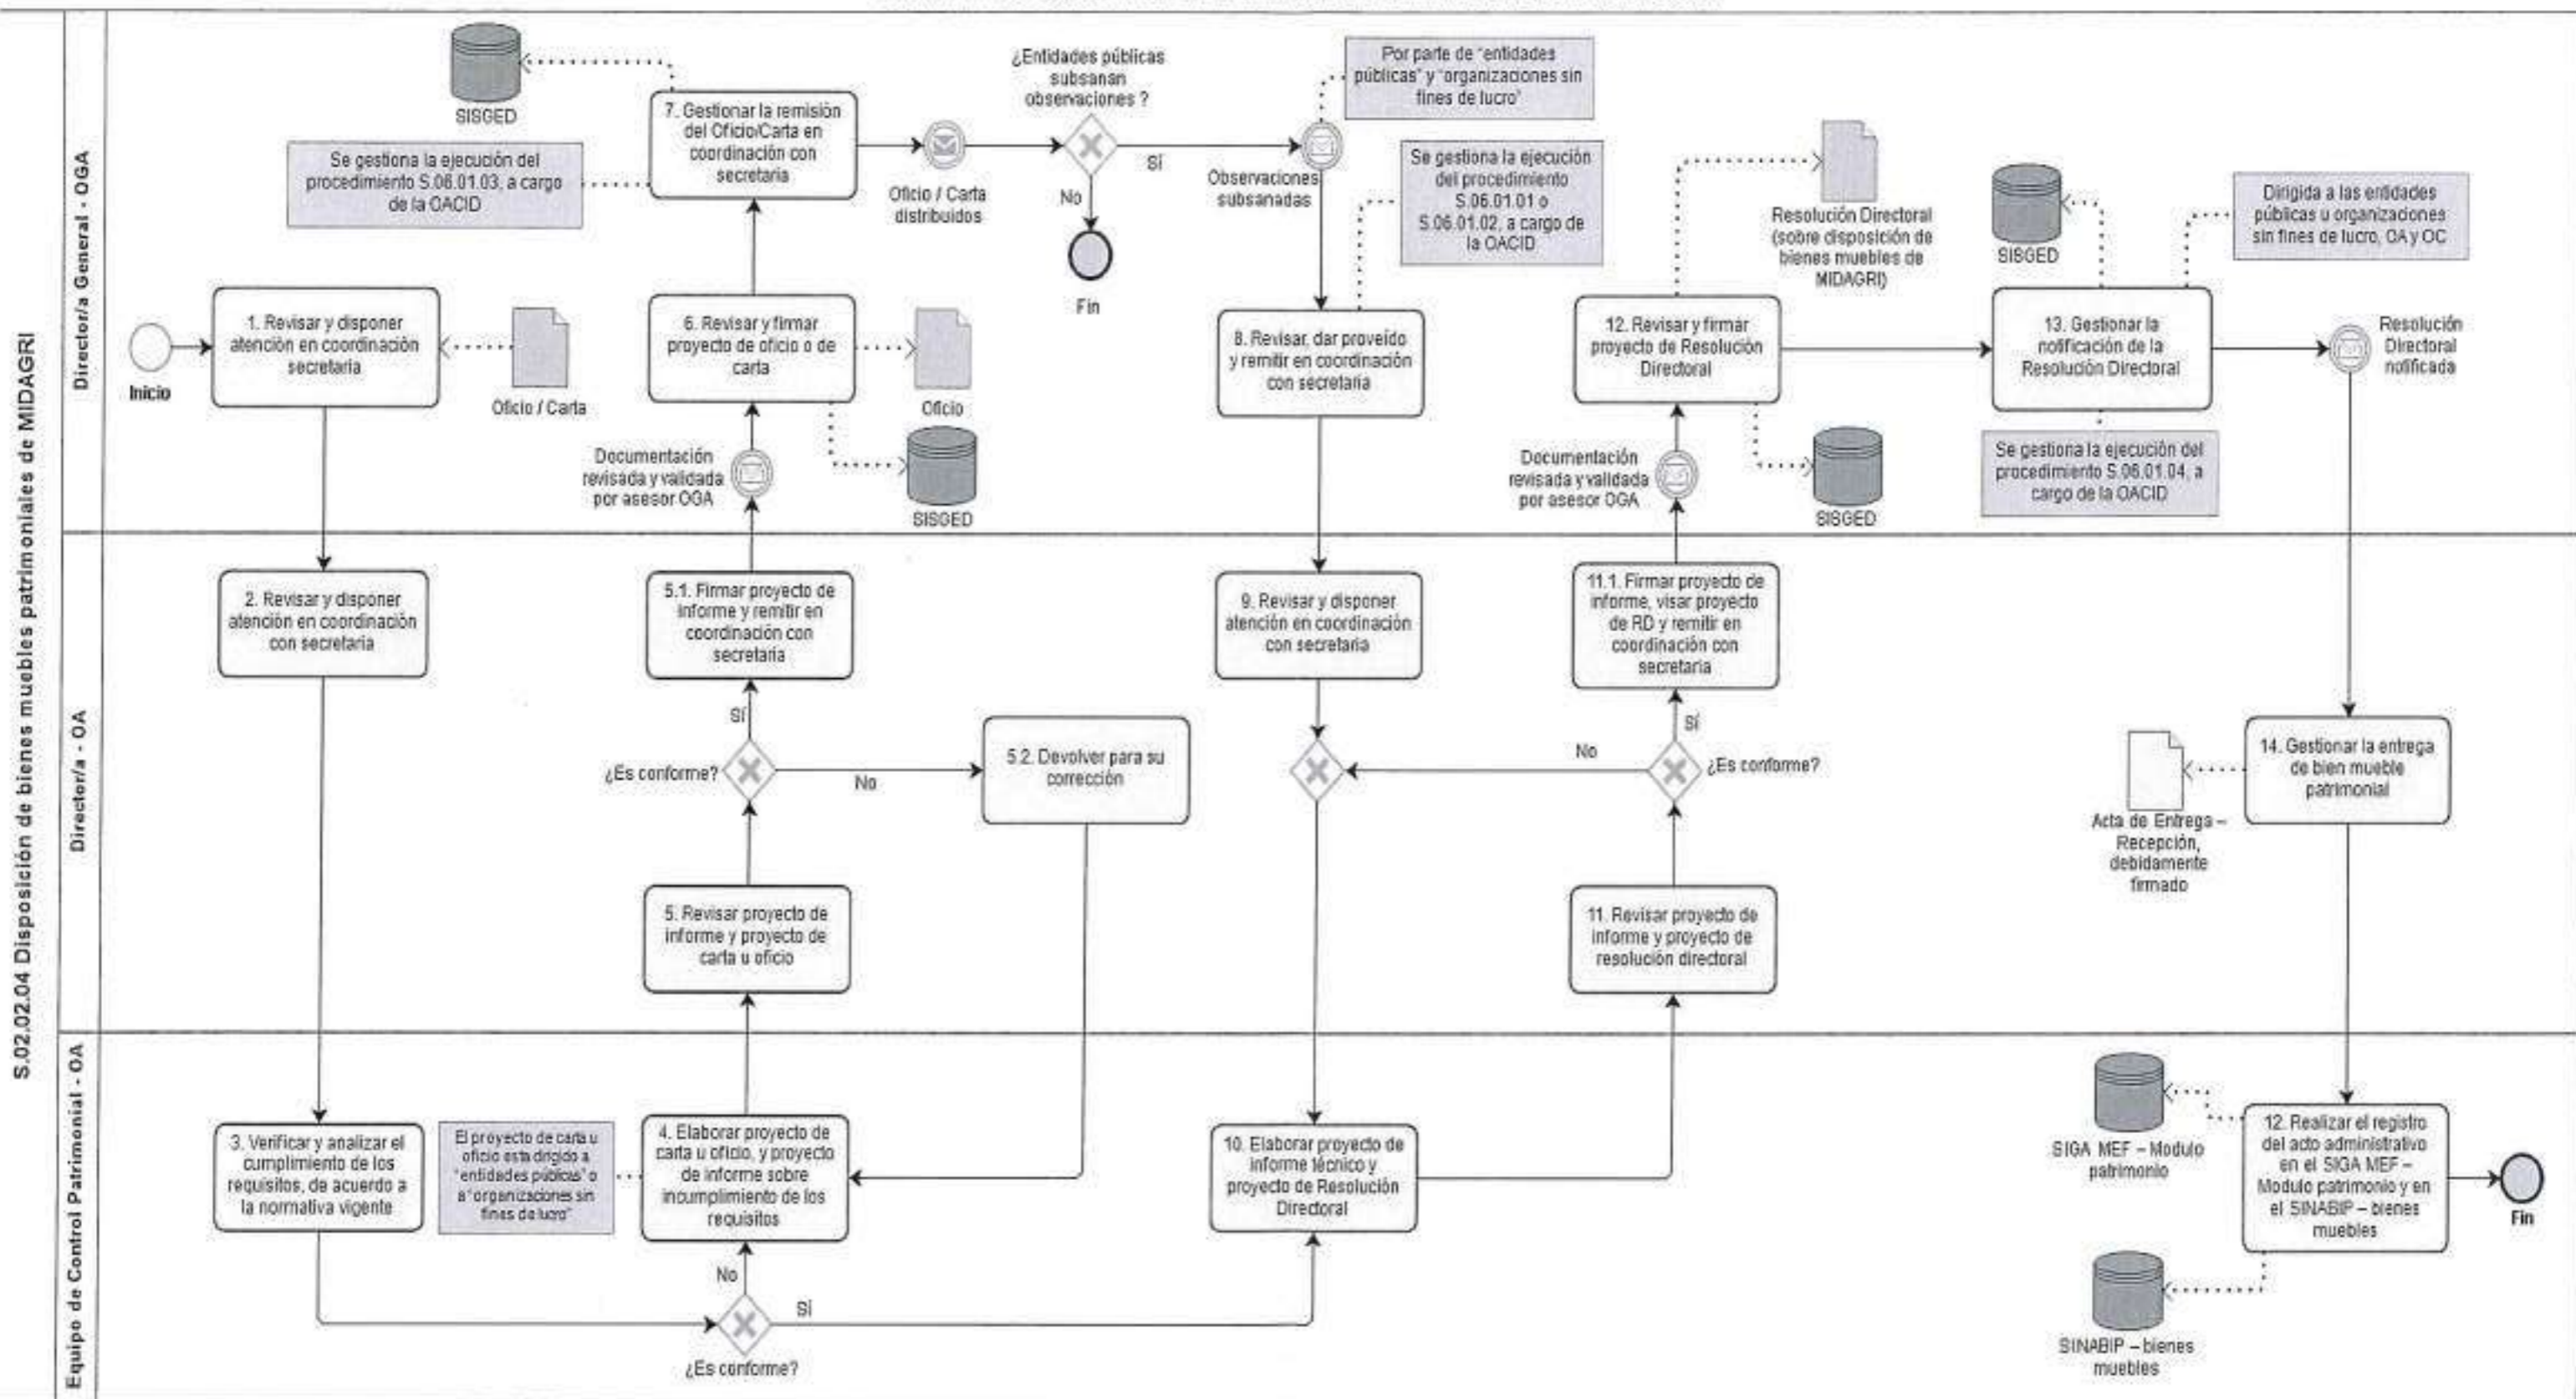 S.02.02.04 Disposición de bienes muebles patrimoniales de MIDAGRI
Director/a General - OGA
Inicio
1. Revisar y disponer
atención en coordinación
secretaria
Oficio / Carta
SISGED
Se gestiona la ejecución del
procedimiento S.06.01.03, a cargo
de la OACID
7. Gestionar la remisión
del Oficio/Carta en
coordinación con
secretaria
6. Revisar y firmar
proyecto de oficio o de
carta
Oficio
SISGED
Documentación
revisada y validada
por asesor OGA
Oficio / Carta
distribuidos
¿Entidades públicas
subsanan
observaciones ?
Sí
No
Fin
Observaciones
subsanadas
Por parte de "entidades
públicas" y "organizaciones sin
fines de lucro"
Se gestiona la ejecución
del procedimiento
S.06.01.01 o
S.06.01.02, a cargo de
la OACID
8. Revisar, dar proveído
y remitir en coordinación
con secretaria
12. Revisar y firmar
proyecto de Resolución
Directoral
Resolución Directoral
(sobre disposición de
bienes muebles de
MIDAGRI)
Documentación
revisada y validada
por asesor OGA
SISGED
SISGED
Dirigida a las entidades
públicas u organizaciones
sin fines de lucro, OA y OC
13. Gestionar la
notificación de la
Resolución Directoral
Se gestiona la ejecución del
procedimiento S.06.01.04, a
cargo de la OACID
Resolución
Directoral
notificada
Director/a - OA
2. Revisar y disponer
atención en coordinación
con secretaria
5.1. Firmar proyecto de
informe y remitir en
coordinación con
secretaria
Sí
¿Es conforme?
No
5.2. Devolver para su
corrección
5. Revisar proyecto de
informe y proyecto de
carta u oficio
9. Revisar y disponer
atención en coordinación
con secretaria
11.1. Firmar proyecto de
informe, visar proyecto
de RD y remitir en
coordinación con
secretaria
Sí
No
¿Es conforme?
11. Revisar proyecto de
informe y proyecto de
resolución directoral
14. Gestionar la entrega
de bien mueble
patrimonial
Acta de Entrega –
Recepción,
debidamente
firmado
Equipo de Control Patrimonial - OA
3. Verificar y analizar el
cumplimiento de los
requisitos, de acuerdo a
la normativa vigente
El proyecto de carta u
oficio esta dirigido a
"entidades públicas" o
a "organizaciones sin
fines de lucro"
4. Elaborar proyecto de
carta u oficio, y proyecto
de informe sobre
incumplimiento de los
requisitos
No
Sí
¿Es conforme?
10. Elaborar proyecto de
informe técnico y
proyecto de Resolución
Directoral
SIGA MEF – Modulo
patrimonio
12. Realizar el registro
del acto administrativo
en el SIGA MEF –
Modulo patrimonio y en
el SINABIP – bienes
muebles
Fin
SINABIP – bienes
muebles